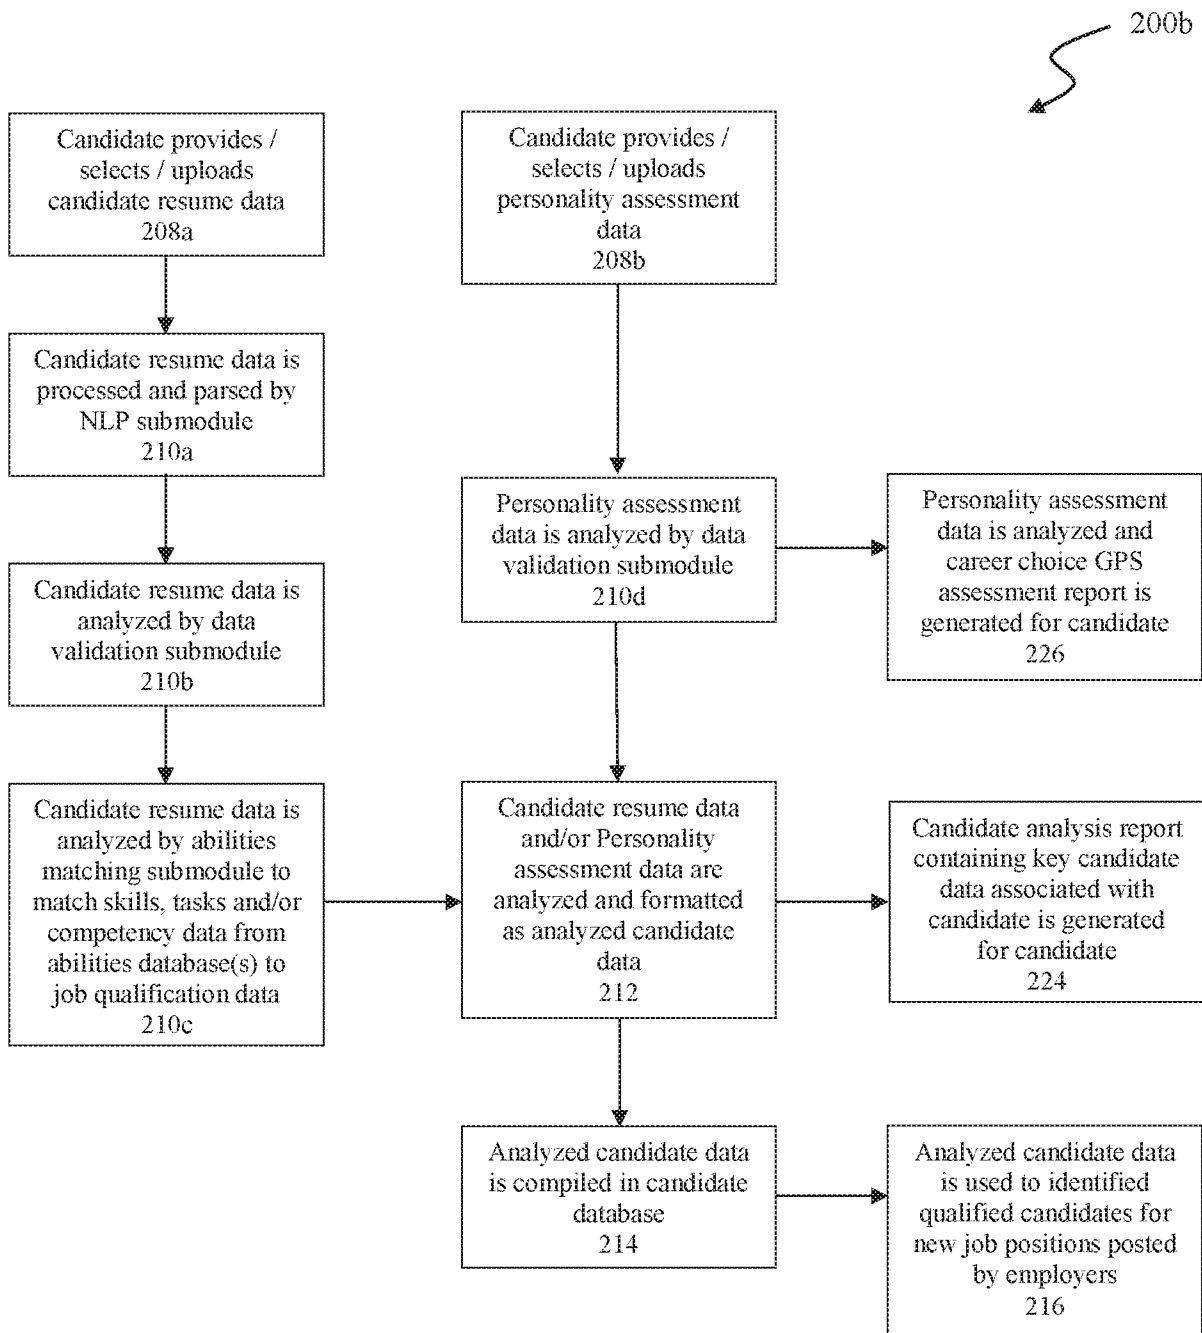 200b
Candidate provides /
selects / uploads
candidate resume data
208a
Candidate provides /
selects / uploads
personality assessment
data
208b
Candidate resume data is
processed and parsed by
NLP submodule
210a
Personality assessment
data is analyzed by data
validation submodule
210d
Personality assessment
data is analyzed and
career choice GPS
assessment report is
generated for candidate
226
Candidate resume data is
analyzed by data
validation submodule
210b
Candidate resume data is
analyzed by abilities
matching submodule to
match skills, tasks and/or
competency data from
abilities database(s) to
job qualification data
210c
Candidate resume data
and/or Personality
assessment data are
analyzed and formatted
as analyzed candidate
data
212
Candidate analysis report
containing key candidate
data associated with
candidate is generated
for candidate
224
Analyzed candidate data
is compiled in candidate
database
214
Analyzed candidate data
is used to identified
qualified candidates for
new job positions posted
by employers
216